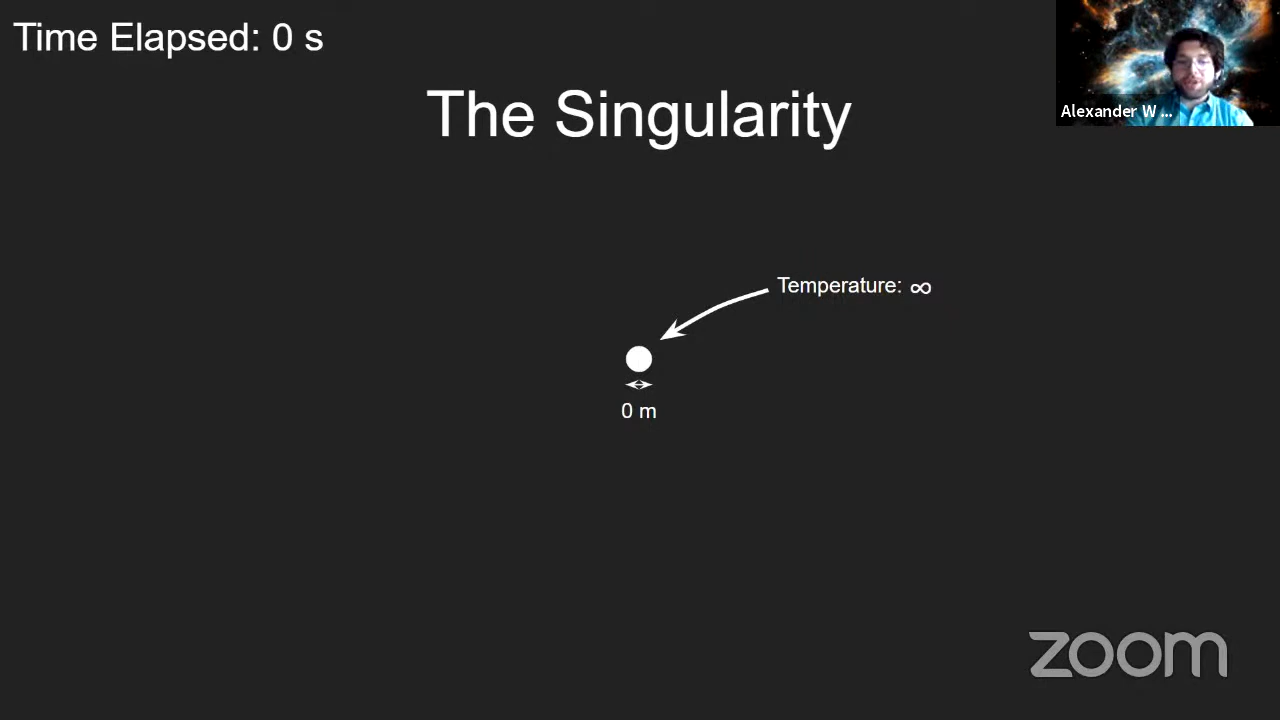 Time Elapsed: 0 s
The Singularity
Alexander W ...
Temperature: ∞
0 m
zoom